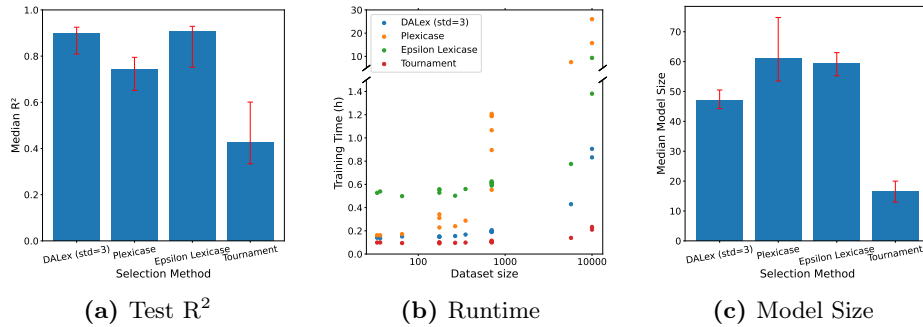 1.0
0.8
0.6
0.4
0.2
0.0
Median R²
DALex (std=3)
Plexicase
Epsilon Lexicase
Tournament
Selection Method
(a) Test R²
30
25
20
15
10
5
1.4
1.2
1.0
0.8
0.6
0.4
0.2
0.0
Training Time (h)
DALex (std=3)
Plexicase
Epsilon Lexicase
Tournament
100
1000
10000
Dataset size
(b) Runtime
70
60
50
40
30
20
10
0
Median Model Size
DALex (std=3)
Plexicase
Epsilon Lexicase
Tournament
Selection Method
(c) Model Size